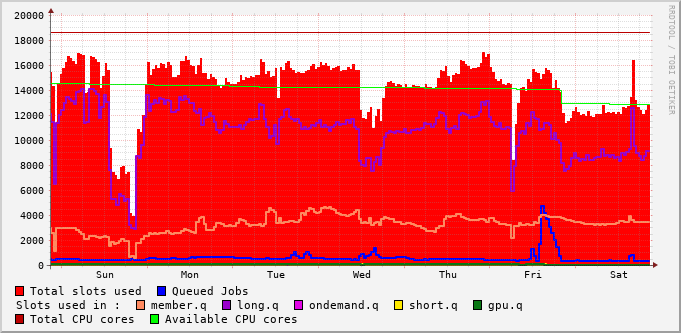 20000
18000
16000
14000
12000
10000
8000
6000
4000
2000
0
Sun Mon Tue Wed Thu Fri Sat
RRDTOOL / TOBI OETIKER
Total slots used Queued Jobs
Slots used in : member.q long.q ondemand.q short.q gpu.q
Total CPU cores Available CPU cores